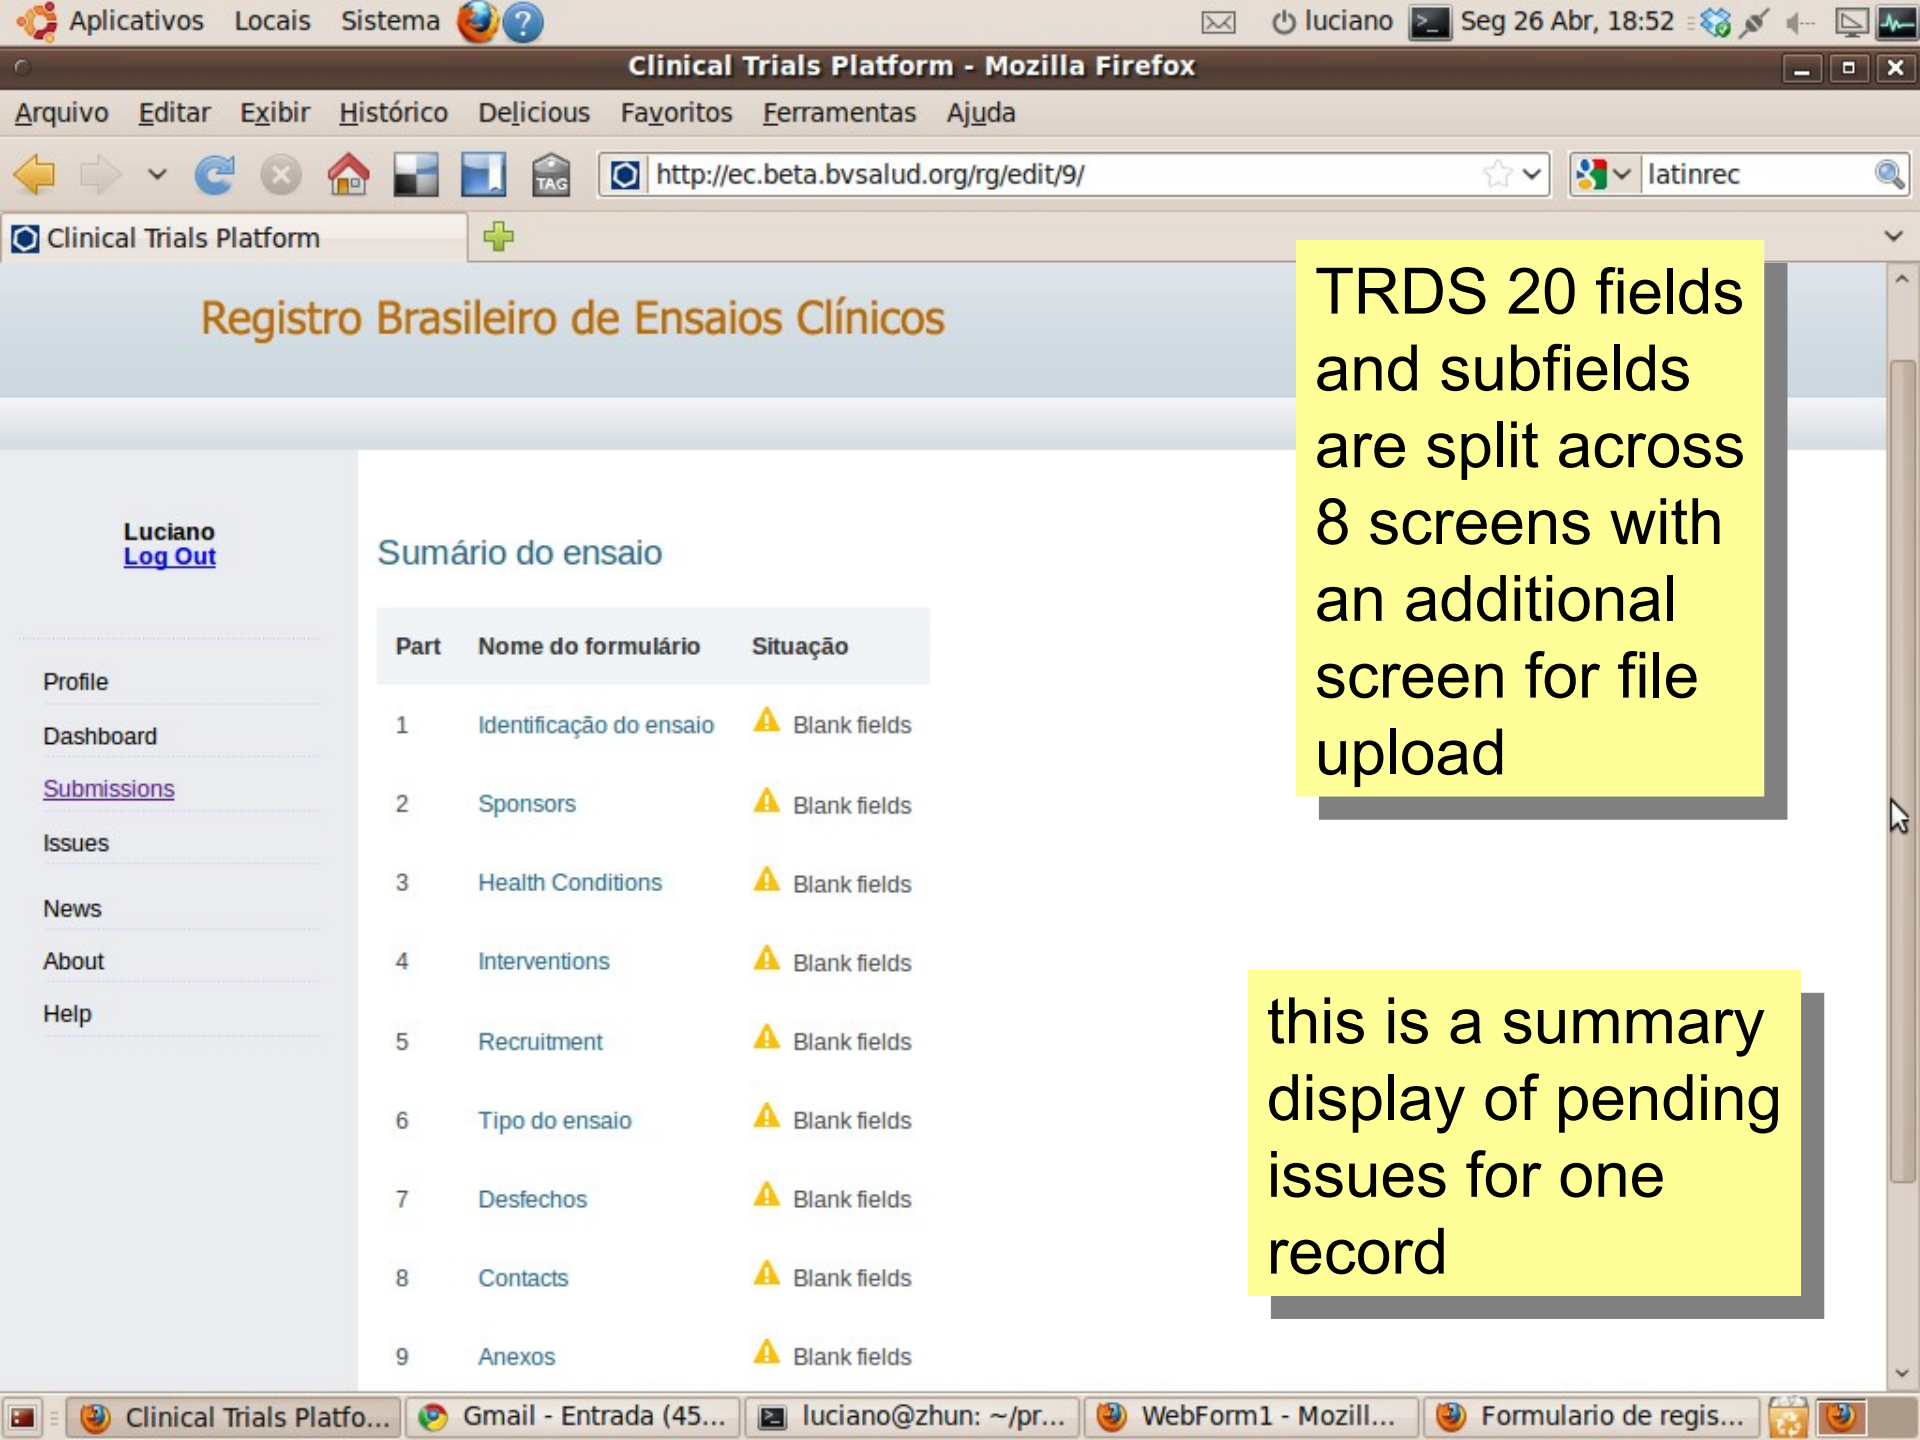 Aplicativos Locais Sistema
luciano Seg 26 Abr, 18:52
Clinical Trials Platform - Mozilla Firefox
Arquivo Editar Exibir Histórico Delicious Favoritos Ferramentas Ajuda
TAG http://ec.beta.bvsalud.org/rg/edit/9/ latinrec
Clinical Trials Platform
Registro Brasileiro de Ensaios Clínicos
TRDS 20 fields
and subfields
are split across
8 screens with
an additional
screen for file
upload
Luciano
Log Out
Profile
Dashboard
Submissions
Issues
News
About
Help
Sumário do ensaio
Part Nome do formulário Situação
1 Identificação do ensaio Blank fields
2 Sponsors Blank fields
3 Health Conditions Blank fields
4 Interventions Blank fields
5 Recruitment Blank fields
6 Tipo do ensaio Blank fields
7 Desfechos Blank fields
8 Contacts Blank fields
9 Anexos Blank fields
this is a summary
display of pending
issues for one
record
Clinical Trials Platfo... Gmail - Entrada (45... luciano@zhun: ~/pr... WebForm1 - Mozill... Formulario de regis...